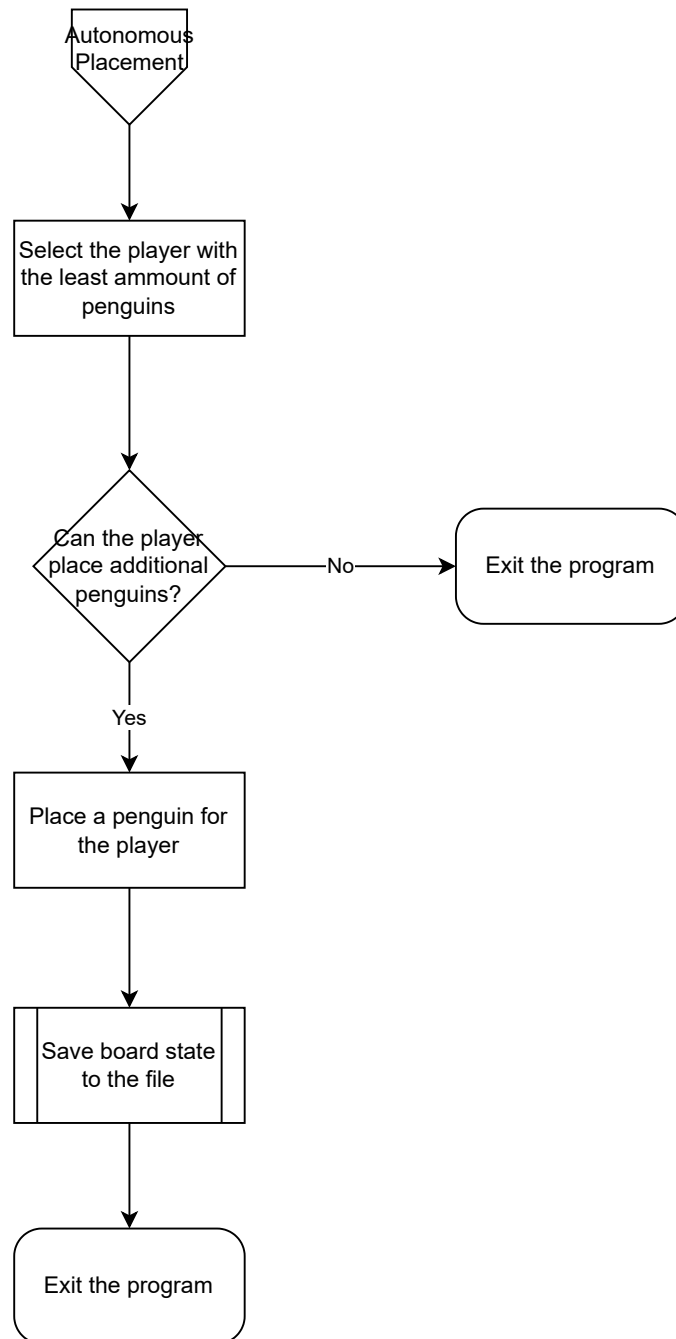 Autonomous
Placement
Select the player with
the least ammount of
penguins
Can the player
place additional
penguins?
No
Exit the program
Yes
Place a penguin for
the player
Save board state
to the file
Exit the program